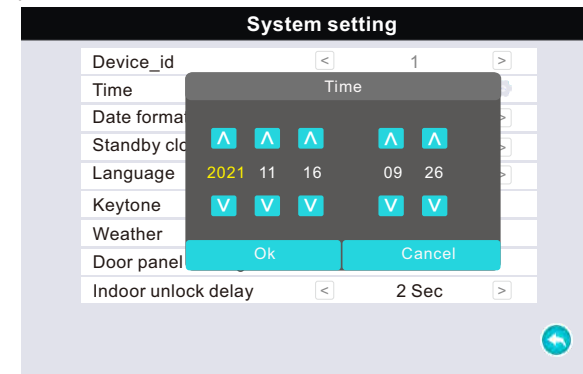 System setting
Device_id < 1 >
Time
Time
Date format >
Standby clo >
Language >
2021 11 16 09 26
Keytone
Weather
Ok Cancel
Door panel
Indoor unlock delay < 2 Sec >